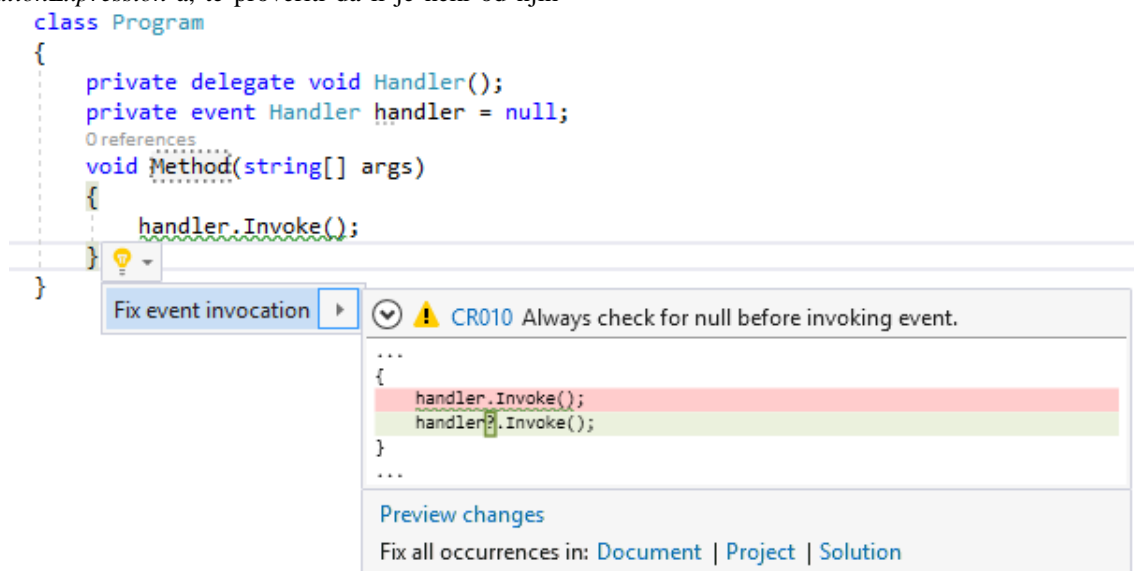 class Program
{
private delegate void Handler();
private event Handler handler = null;
0 references
void Method(string[] args)
{
handler.Invoke();
}
}
Fix event invocation
CR010 Always check for null before invoking event.
...
{
handler.Invoke();
handler?.Invoke();
}
...
Preview changes
Fix all occurrences in: Document | Project | Solution